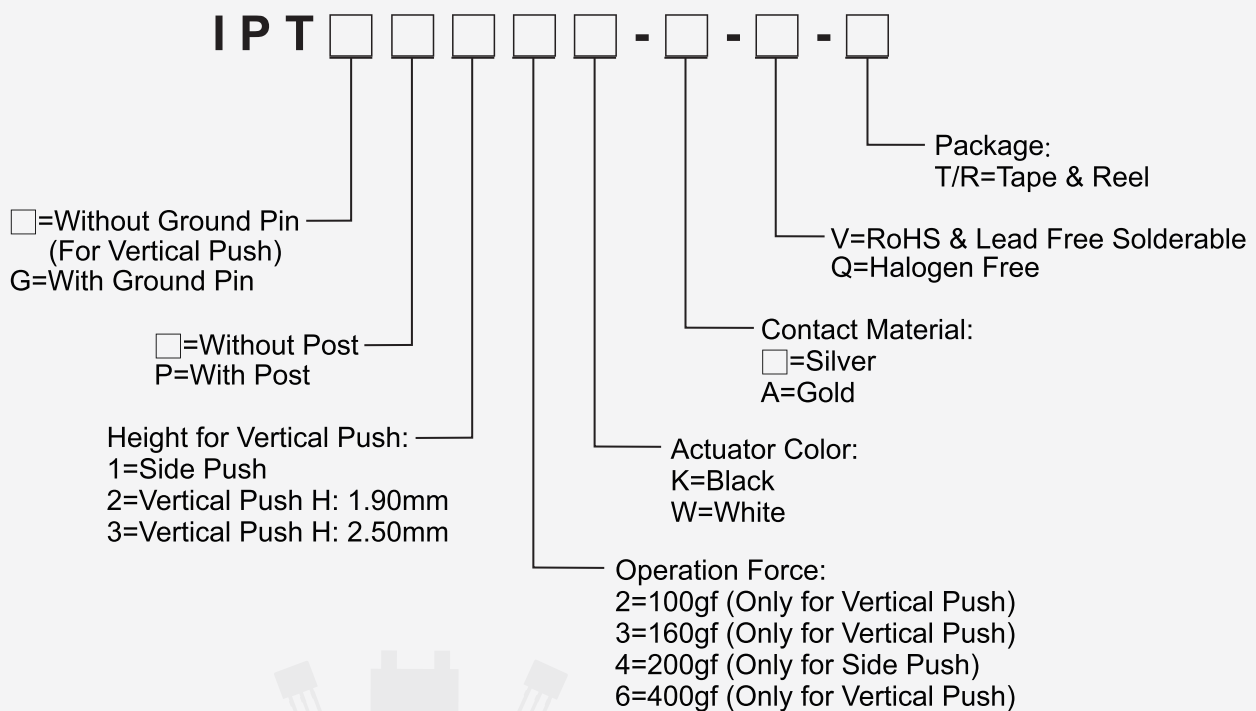 IPT□□□□□-□-□-□
Package:
T/R=Tape & Reel
□=Without Ground Pin
(For Vertical Push)
G=With Ground Pin
V=RoHS & Lead Free Solderable
Q=Halogen Free
□=Without Post
P=With Post
Contact Material:
□=Silver
A=Gold
Height for Vertical Push:
1=Side Push
2=Vertical Push H: 1.90mm
3=Vertical Push H: 2.50mm
Actuator Color:
K=Black
W=White
Operation Force:
2=100gf (Only for Vertical Push)
3=160gf (Only for Vertical Push)
4=200gf (Only for Side Push)
6=400gf (Only for Vertical Push)